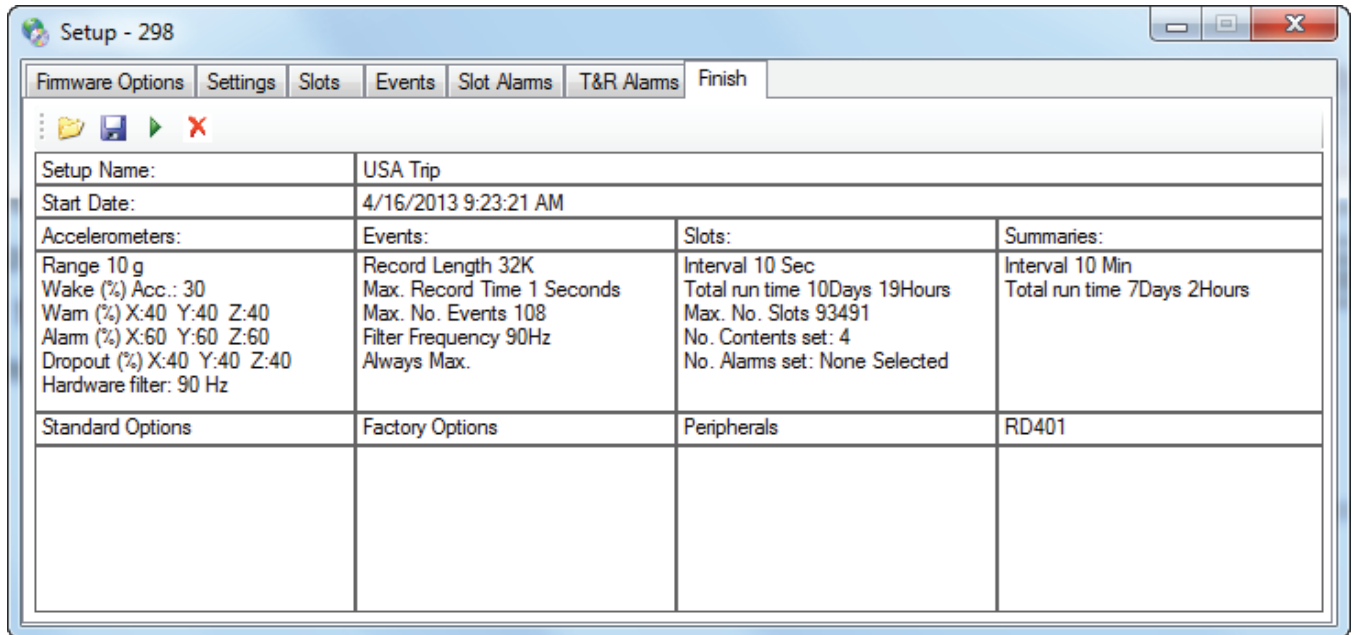 Setup - 298
Firmware Options Settings Slots Events Slot Alarms T&R Alarms Finish
Setup Name: USA Trip
Start Date: 4/16/2013 9:23:21 AM
Accelerometers: Events: Slots: Summaries:
Range 10 g Record Length 32K Interval 10 Sec Interval 10 Min
Wake (%) Acc.: 30 Max. Record Time 1 Seconds Total run time 10Days 19Hours Total run time 7Days 2Hours
Warn (%) X:40 Y:40 Z:40 Max. No. Events 108 Max. No. Slots 93491
Alarm (%) X:60 Y:60 Z:60 Filter Frequency 90Hz No. Contents set: 4
Dropout (%) X:40 Y:40 Z:40 Always Max. No. Alarms set: None Selected
Hardware filter: 90 Hz
Standard Options Factory Options Peripherals RD401